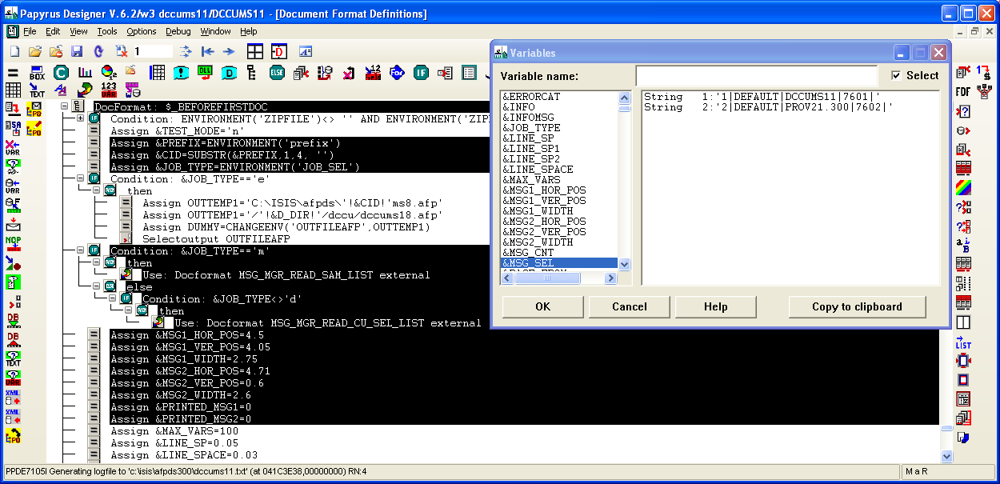 Papyrus Designer V.6.2/w3 dccums11/DCCUMS11 - [Document Format Definitions]
File Edit View Tools Options Debug Window Help
1
DocFormat: $_BEFOREFIRSTDOC
Condition: ENVIRONMENT('ZIPFILE')<> '' AND ENVIRONMENT('ZIP
Assign &TEST_MODE='n'
Assign &PREFIX=ENVIRONMENT('prefix')
Assign &CID=SUBSTR(&PREFIX,1,4, '')
Assign &JOB_TYPE=ENVIRONMENT('JOB_SEL')
Condition: &JOB_TYPE=='e'
then
Assign OUTTEMP1='C:\ISIS\afpds\'!&CID!'ms8.afp'
Assign OUTTEMP1='/'!&D_DIR!'/dccu/dccums18.afp'
Assign DUMMY=CHANGEENV('OUTFILEAFP',OUTTEMP1)
Selectoutput OUTFILEAFP
Condition: &JOB_TYPE=='m'
then
Use: Docformat MSG_MGR_READ_SAM_LIST external
else
Condition: &JOB_TYPE<>'d'
then
Use: Docformat MSG_MGR_READ_CU_SEL_LIST external
Assign &MSG1_HOR_POS=4.5
Assign &MSG1_VER_POS=4.05
Assign &MSG1_WIDTH=2.75
Assign &MSG2_HOR_POS=4.71
Assign &MSG2_VER_POS=0.6
Assign &MSG2_WIDTH=2.6
Assign &PRINTED_MSG1=0
Assign &PRINTED_MSG2=0
Assign &MAX_VARS=100
Assign &LINE_SP=0.05
Assign &LINE_SPACE=0.03
Variables
Variable name:
Select
&ERRORCAT
&INFO
&INFOMSG
&JOB_TYPE
&LINE_SP
&LINE_SP1
&LINE_SP2
&LINE_SPACE
&MAX_VARS
&MSG1_HOR_POS
&MSG1_VER_POS
&MSG1_WIDTH
&MSG2_HOR_POS
&MSG2_VER_POS
&MSG2_WIDTH
&MSG_CNT
&MSG_SEL
String 1:'1|DEFAULT|DCCUMS11|7601|'
String 2:'2|DEFAULT|PROV21.300|7602|'
OK Cancel Help Copy to clipboard
PPDE7105I Generating logfile to 'c:\isis\afpds300\dccums11.txt' (at 041C3E38,00000000) RN:4
M a R